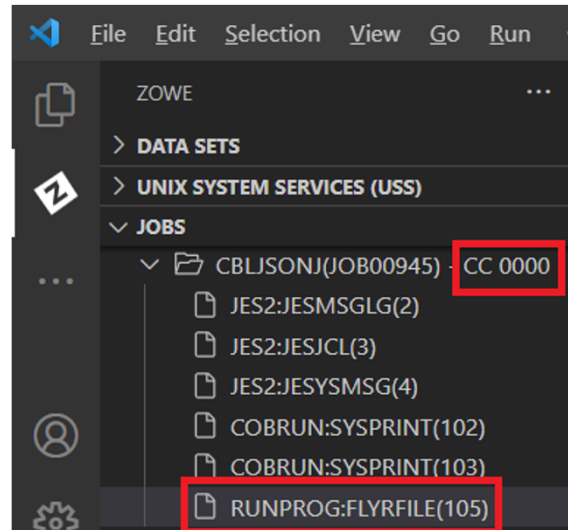 File Edit Selection View Go Run
ZOWE
DATA SETS
UNIX SYSTEM SERVICES (USS)
JOBS
CBLJSONJ(JOB00945) - CC 0000
JES2:JESMSGLG(2)
JES2:JESJCL(3)
JES2:JESYSMSG(4)
COBRUN:SYSPRINT(102)
COBRUN:SYSPRINT(103)
RUNPROG:FLYRFILE(105)